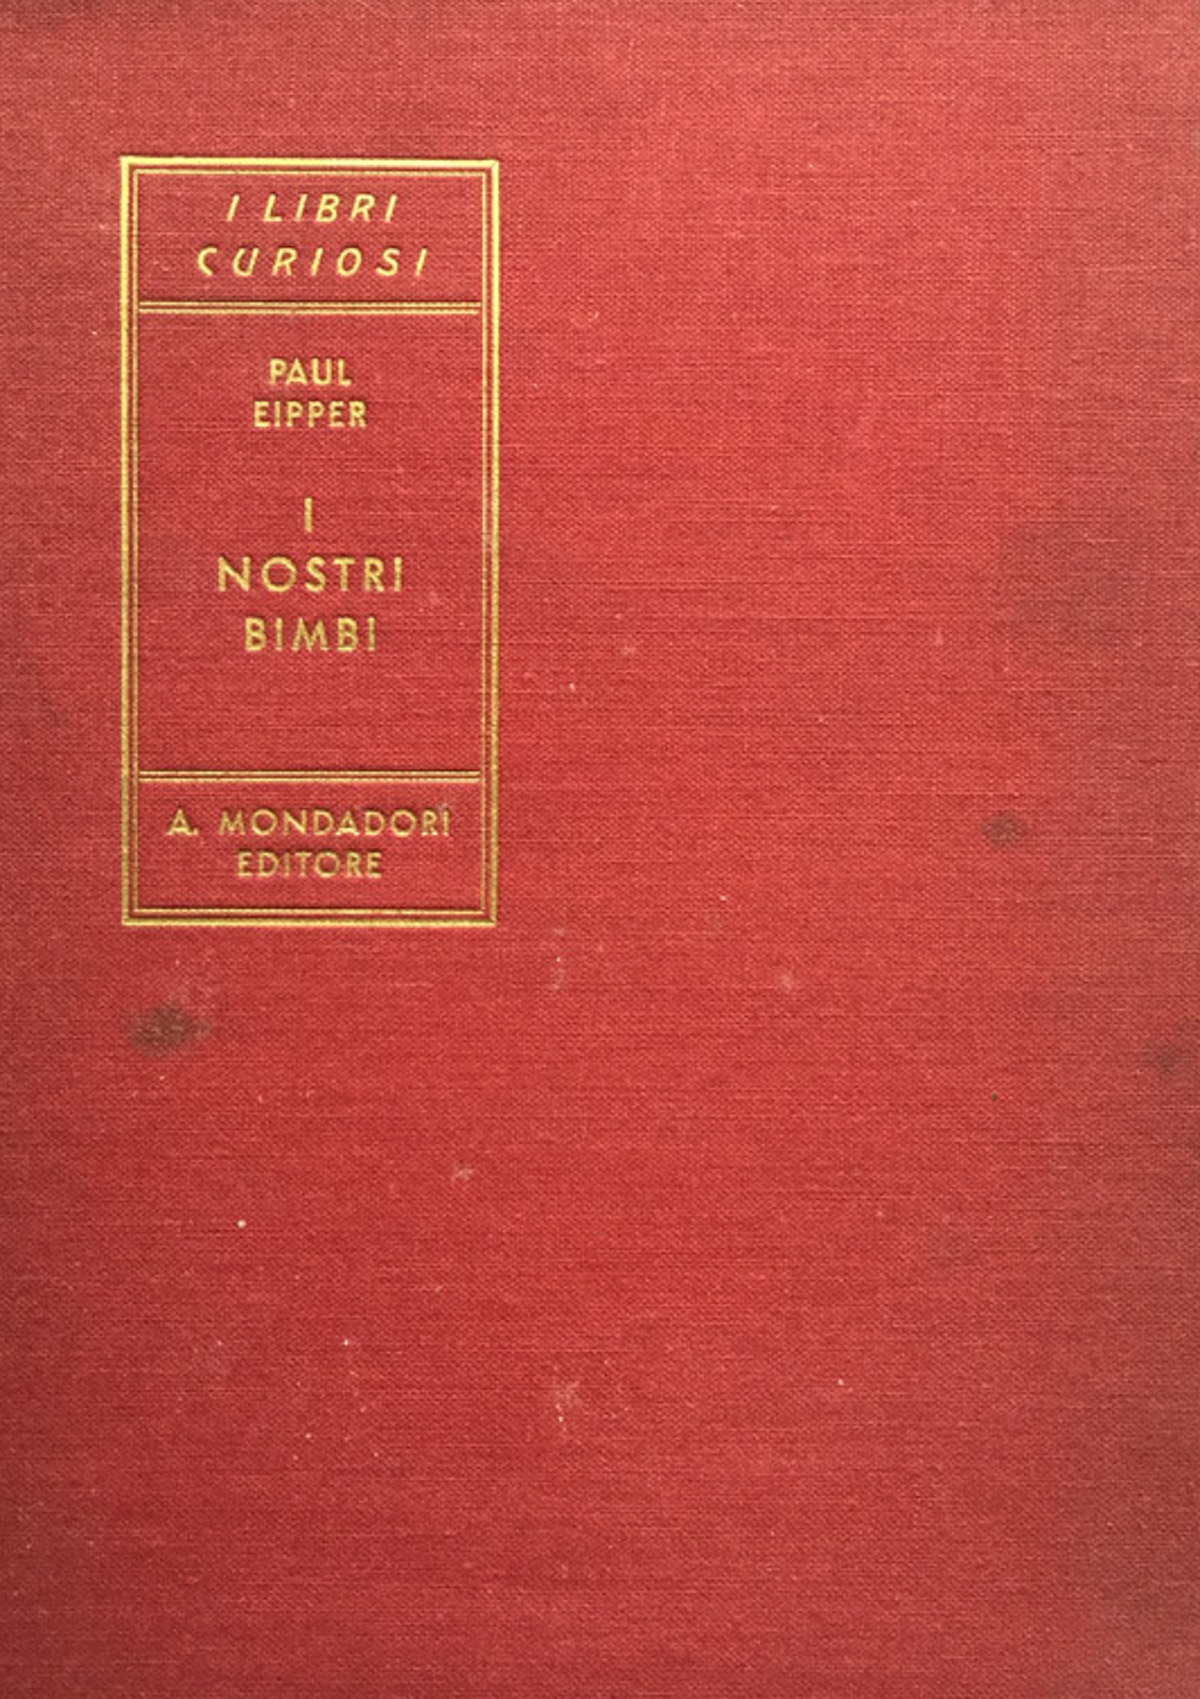 I LIBRI
CURIOSI
PAUL
EIPPER
I
NOSTRI
BIMBI
A. MONDADORI
EDITORE